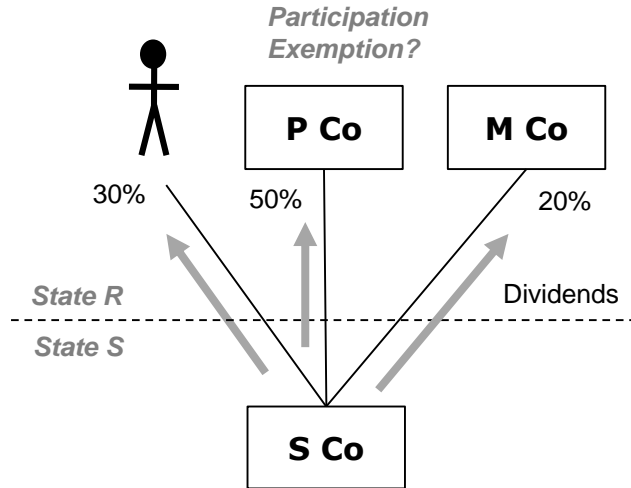 Participation
Exemption?
P Co
M Co
30%
50%
20%
State R
Dividends
State S
S Co